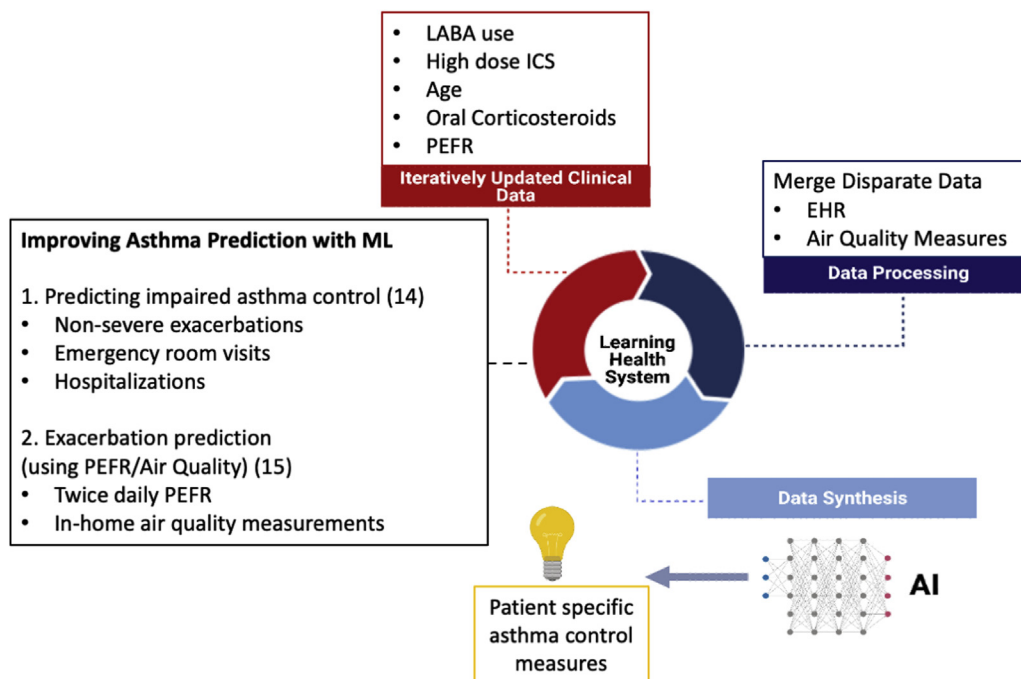 • LABA use
• High dose ICS
• Age
• Oral Corticosteroids
• PEFR
Iteratively Updated Clinical
Data
Merge Disparate Data
• EHR
• Air Quality Measures
Data Processing
Improving Asthma Prediction with ML
1. Predicting impaired asthma control (14)
• Non-severe exacerbations
• Emergency room visits
• Hospitalizations
2. Exacerbation prediction
(using PEFR/Air Quality) (15)
• Twice daily PEFR
• In-home air quality measurements
Learning
Health
System
Data Synthesis
AI
Patient specific
asthma control
measures